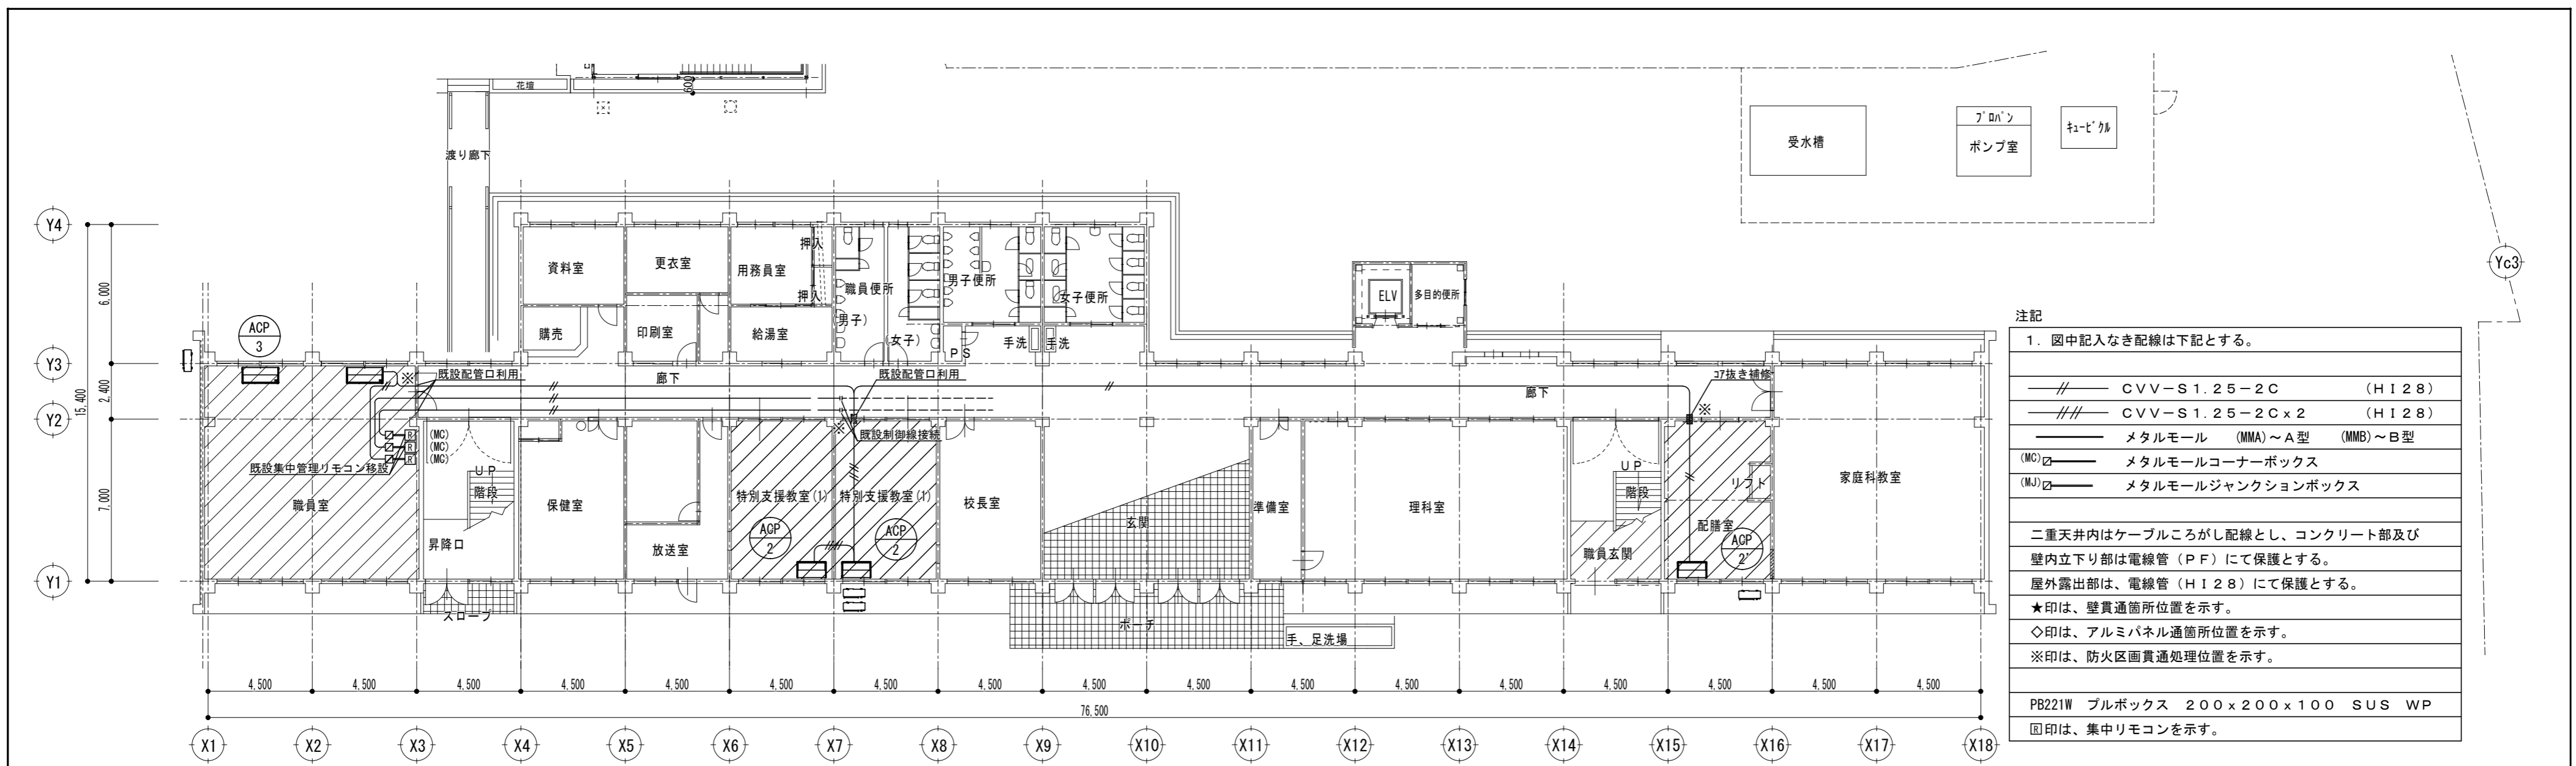 花壇
600
渡り廊下
受水槽
プロパン
ポンプ室
キュービクル
Y4
Y3
Y2
Y1
Yc3
6,000
2,400
7,000
15,400
資料室
更衣室
用務員室
押入
押入
職員便所
(男子)
(女子)
男子便所
女子便所
ELV
多目的便所
購売
印刷室
給湯室
PS
手洗
手洗
ACP
3
※
既設配管口利用
廊下
既設配管口利用
廊下
コア抜き補修
※
※
既設制御線接続
R (MC)
R (MC)
R (MC)
既設集中管理リモコン移設
職員室
UP
階段
昇降口
スロープ
保健室
放送室
特別支援教室(1)
特別支援教室(1)
ACP
2
ACP
2
校長室
玄関
ポーチ
手、足洗場
準備室
理科室
UP
階段
職員玄関
リフト
配膳室
ACP
2'
家庭科教室
4,500 4,500 4,500 4,500 4,500 4,500 4,500 4,500 4,500 4,500 4,500 4,500 4,500 4,500 4,500 4,500 4,500
76,500
X1 X2 X3 X4 X5 X6 X7 X8 X9 X10 X11 X12 X13 X14 X15 X16 X17 X18
注記
1. 図中記入なき配線は下記とする。
CVV-S1.25-2C (HI28)
CVV-S1.25-2Cx2 (HI28)
メタルモール (MMA)~A型 (MMB)~B型
(MC) メタルモールコーナーボックス
(MJ) メタルモールジャンクションボックス
二重天井内はケーブルころがし配線とし、コンクリート部及び
壁内立下り部は電線管(PF)にて保護とする。
屋外露出部は、電線管(HI28)にて保護とする。
★印は、壁貫通箇所位置を示す。
◇印は、アルミパネル通箇所位置を示す。
※印は、防火区画貫通処理位置を示す。
PB221W プルボックス 200x200x100 SUS WP
R印は、集中リモコンを示す。